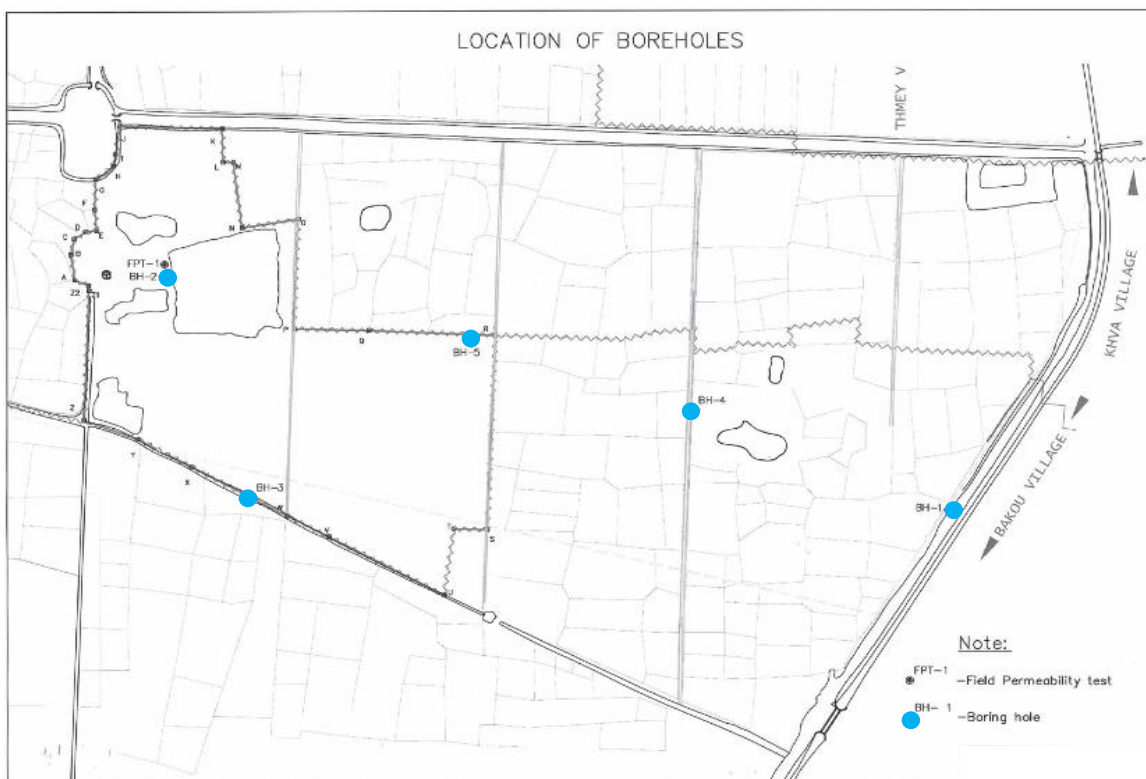 LOCATION OF BOREHOLES
THMEY V
K
L
M
H
G
F
N
O
D
C
E
B
FPT-1
A
BH-2
22
P
Q
R
BH-5
KHVA VILLAGE
BH-4
Z
Y
X
BH-3
BAKOU VILLAGE
BH-1
V
T
S
U
Note:
FPT-1
-Field Permeability test
BH- 1
-Boring hole